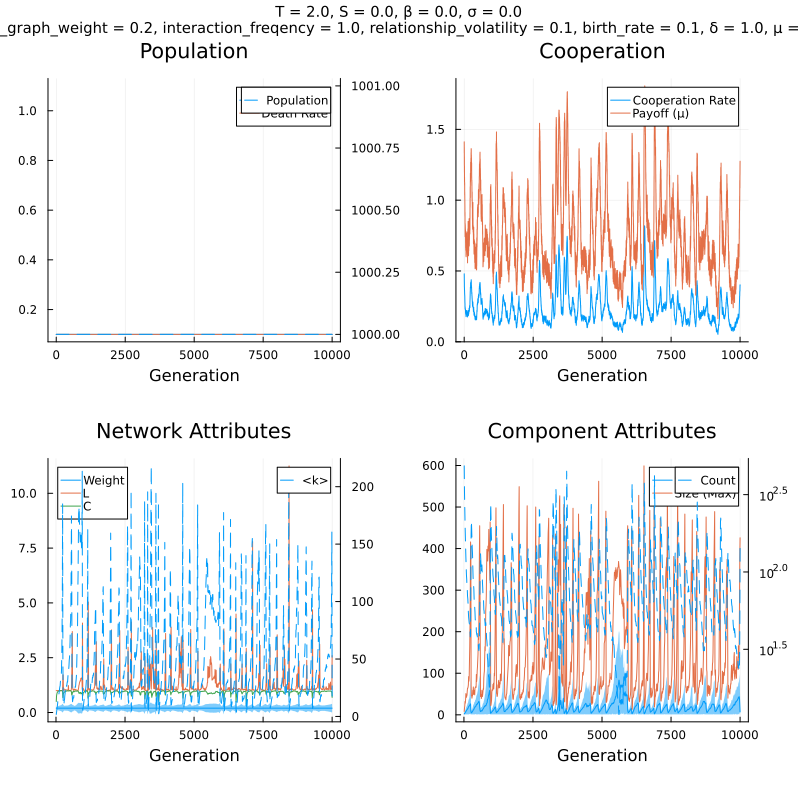 T = 2.0, S = 0.0, β = 0.0, σ = 0.0
_graph_weight = 0.2, interaction_freqency = 1.0, relationship_volatility = 0.1, birth_rate = 0.1, δ = 1.0, μ =
Population
Cooperation
1.0
0.8
0.6
0.4
0.2
1001.00
1000.75
1000.50
1000.25
1000.00
Population
Death Rate
0
2500
5000
7500
10000
Generation
1.5
1.0
0.5
0.0
Cooperation Rate
Payoff (μ)
0
2500
5000
7500
10000
Generation
Network Attributes
Component Attributes
10.0
7.5
5.0
2.5
0.0
Weight
L
C
<k>
200
150
100
50
0
0
2500
5000
7500
10000
Generation
600
500
400
300
200
100
0
Count
Size (Max)
10^2.5
10^2.0
10^1.5
0
2500
5000
7500
10000
Generation